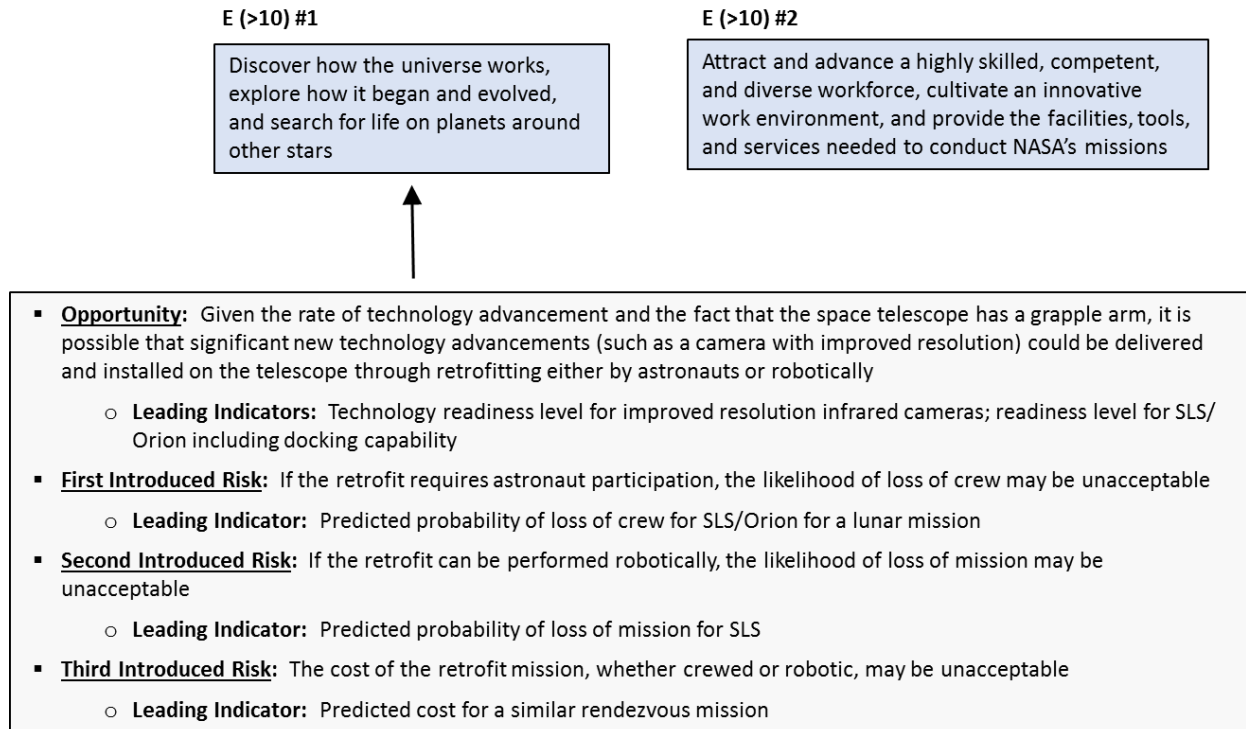 E (>10) #1
E (>10) #2
Discover how the universe works,
explore how it began and evolved,
and search for life on planets around
other stars
Attract and advance a highly skilled, competent,
and diverse workforce, cultivate an innovative
work environment, and provide the facilities, tools,
and services needed to conduct NASA’s missions
▪ Opportunity: Given the rate of technology advancement and the fact that the space telescope has a grapple arm, it is
possible that significant new technology advancements (such as a camera with improved resolution) could be delivered
and installed on the telescope through retrofitting either by astronauts or robotically
o Leading Indicators: Technology readiness level for improved resolution infrared cameras; readiness level for SLS/
Orion including docking capability
▪ First Introduced Risk: If the retrofit requires astronaut participation, the likelihood of loss of crew may be unacceptable
o Leading Indicator: Predicted probability of loss of crew for SLS/Orion for a lunar mission
▪ Second Introduced Risk: If the retrofit can be performed robotically, the likelihood of loss of mission may be
unacceptable
o Leading Indicator: Predicted probability of loss of mission for SLS
▪ Third Introduced Risk: The cost of the retrofit mission, whether crewed or robotic, may be unacceptable
o Leading Indicator: Predicted cost for a similar rendezvous mission